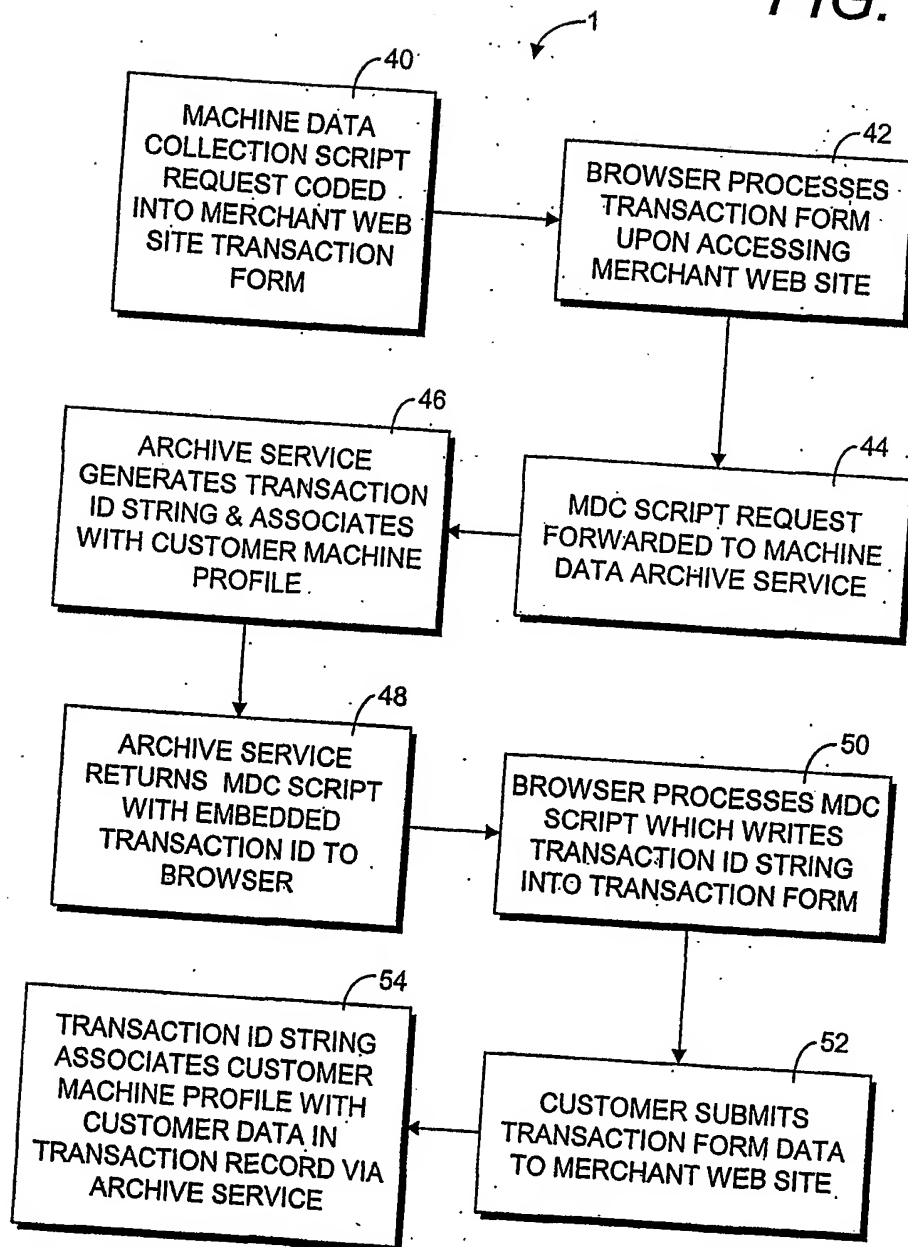 FIG.
1
40
MACHINE DATA
COLLECTION SCRIPT
REQUEST CODED
INTO MERCHANT WEB
SITE TRANSACTION
FORM
42
BROWSER PROCESSES
TRANSACTION FORM
UPON ACCESSING
MERCHANT WEB SITE
44
MDC SCRIPT REQUEST
FORWARDED TO MACHINE
DATA ARCHIVE SERVICE
46
ARCHIVE SERVICE
GENERATES TRANSACTION
ID STRING & ASSOCIATES
WITH CUSTOMER MACHINE
PROFILE
48
ARCHIVE SERVICE
RETURNS MDC SCRIPT
WITH EMBEDDED
TRANSACTION ID TO
BROWSER
50
BROWSER PROCESSES MDC
SCRIPT WHICH WRITES
TRANSACTION ID STRING
INTO TRANSACTION FORM
52
CUSTOMER SUBMITS
TRANSACTION FORM DATA
TO MERCHANT WEB SITE
54
TRANSACTION ID STRING
ASSOCIATES CUSTOMER
MACHINE PROFILE WITH
CUSTOMER DATA IN
TRANSACTION RECORD VIA
ARCHIVE SERVICE